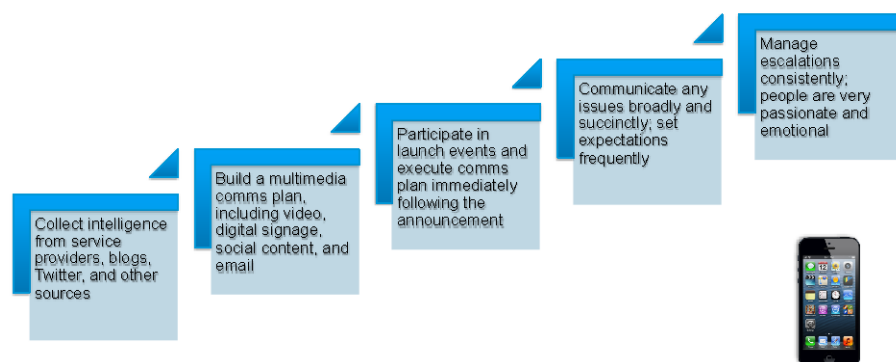 Collect intelligence
from service
providers, blogs,
Twitter, and other
sources
Build a multimedia
comms plan,
including video,
digital signage,
social content, and
email
Participate in
launch events and
execute comms
plan immediately
following the
announcement
Communicate any
issues broadly and
succinctly; set
expectations
frequently
Manage
escalations
consistently;
people are very
passionate and
emotional